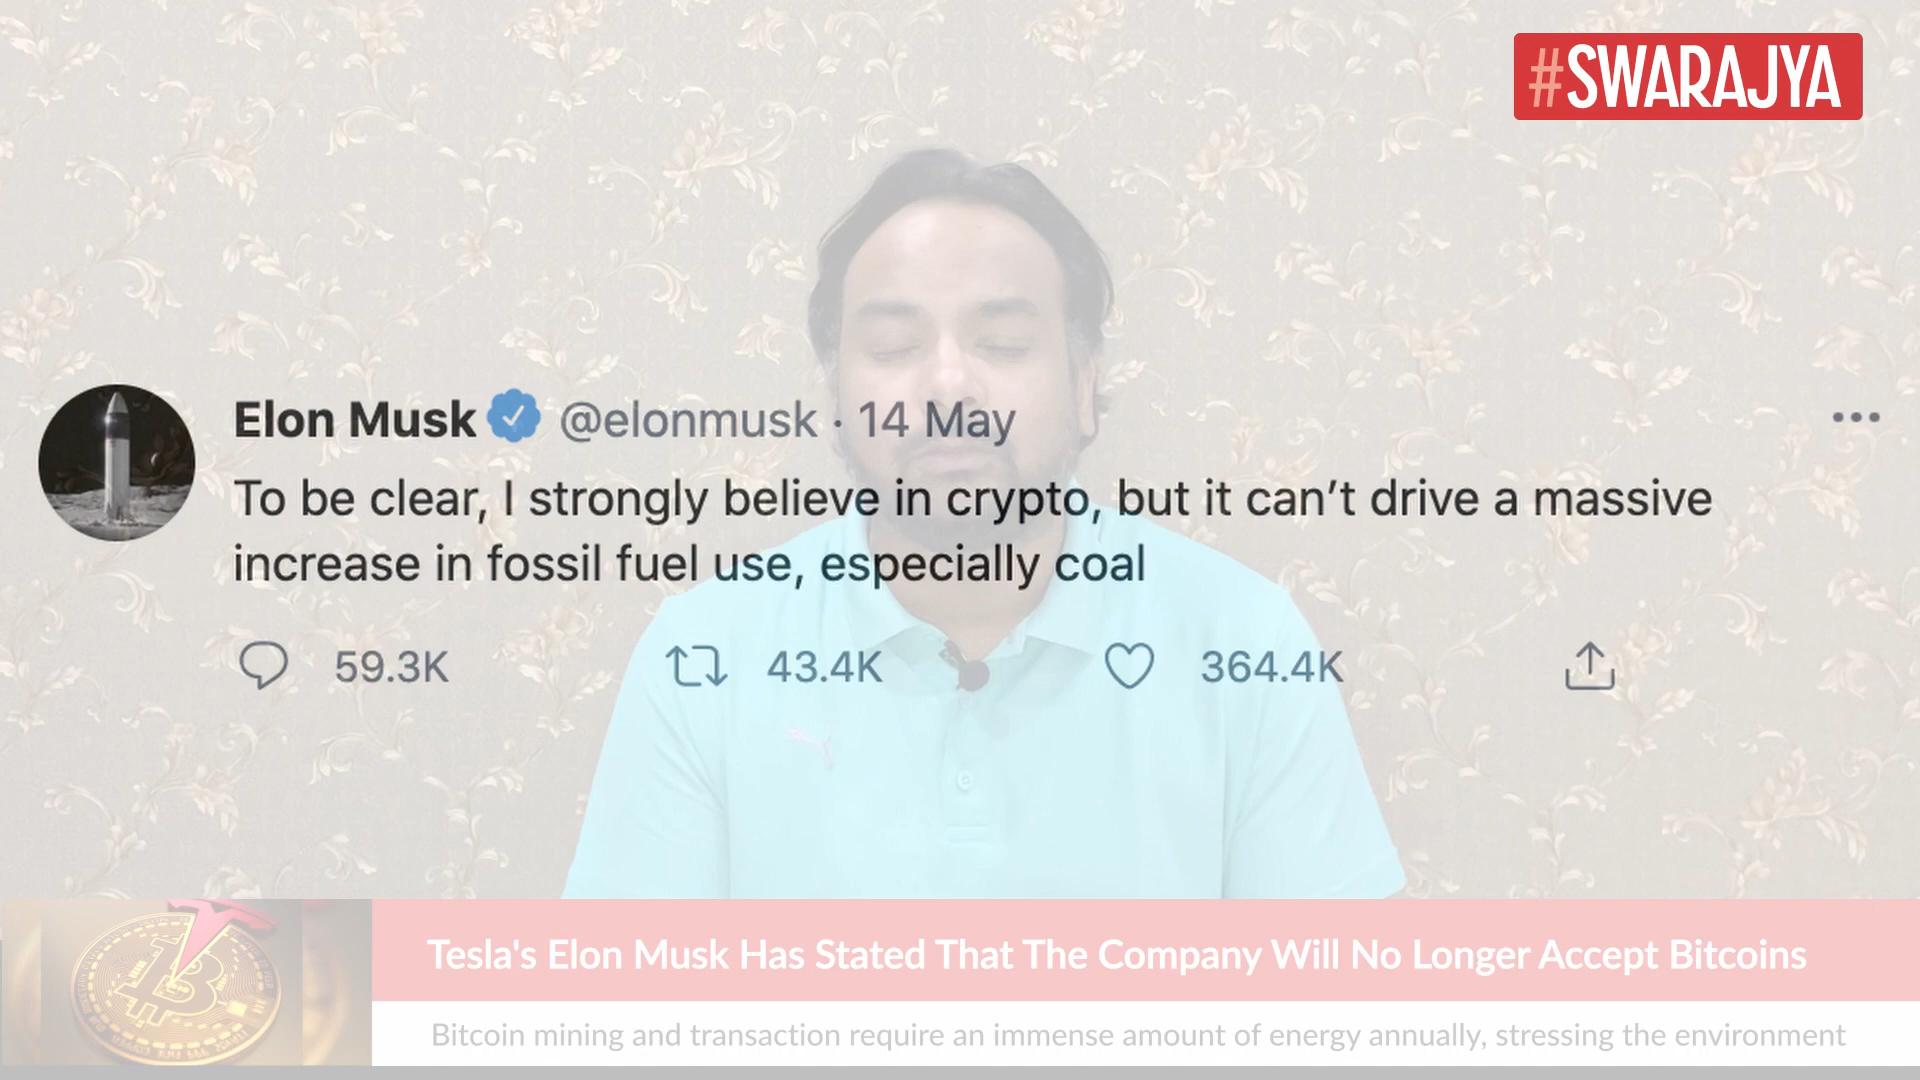 #SWARAJYA
Elon Musk @elonmusk · 14 May
To be clear, I strongly believe in crypto, but it can’t drive a massive
increase in fossil fuel use, especially coal
59.3K 43.4K 364.4K
Tesla's Elon Musk Has Stated That The Company Will No Longer Accept Bitcoins
Bitcoin mining and transaction require an immense amount of energy annually, stressing the environment